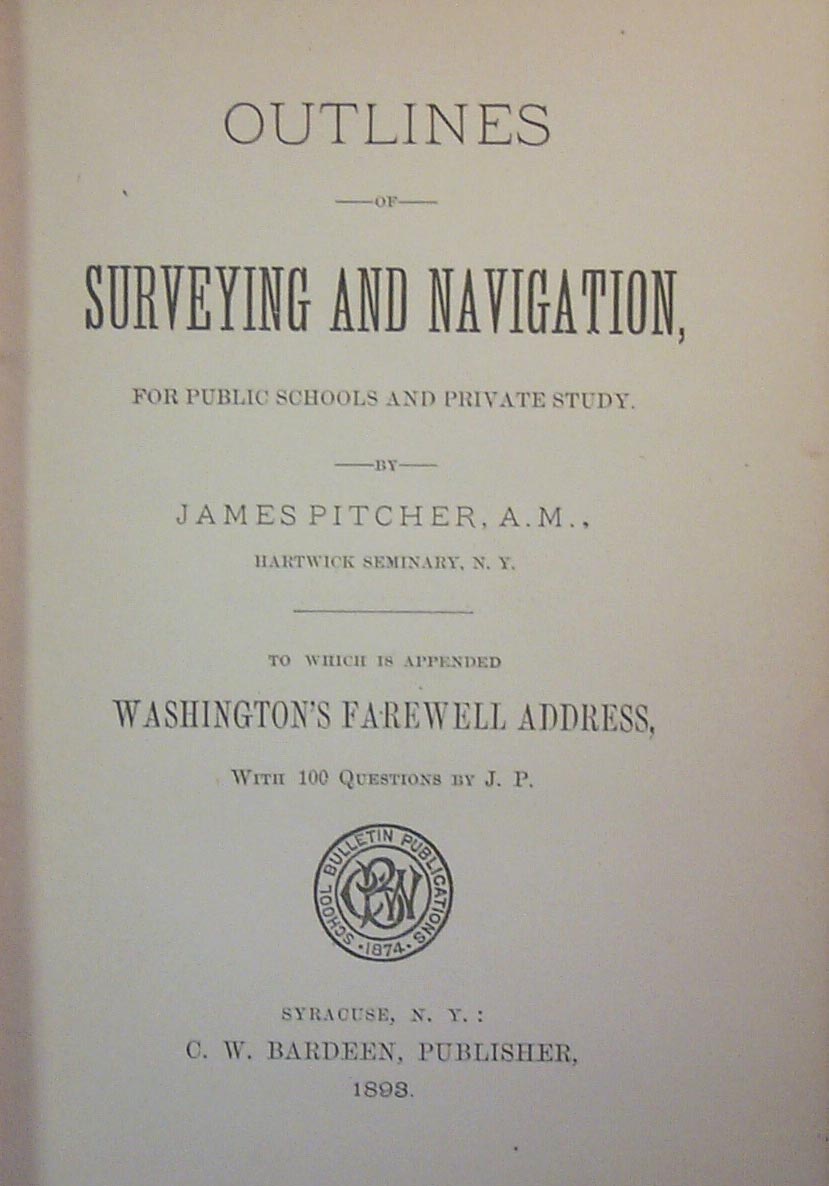 OUTLINES
—OF—
SURVEYING AND NAVIGATION,
FOR PUBLIC SCHOOLS AND PRIVATE STUDY.
—BY—
JAMES PITCHER, A.M.,
HARTWICK SEMINARY, N. Y.
TO WHICH IS APPENDED
WASHINGTON'S FAREWELL ADDRESS,
WITH 100 QUESTIONS BY J. P.
SCHOOL BULLETIN PUBLICATIONS
CWB
·1874·
SYRACUSE, N. Y.:
C. W. BARDEEN, PUBLISHER,
1893.